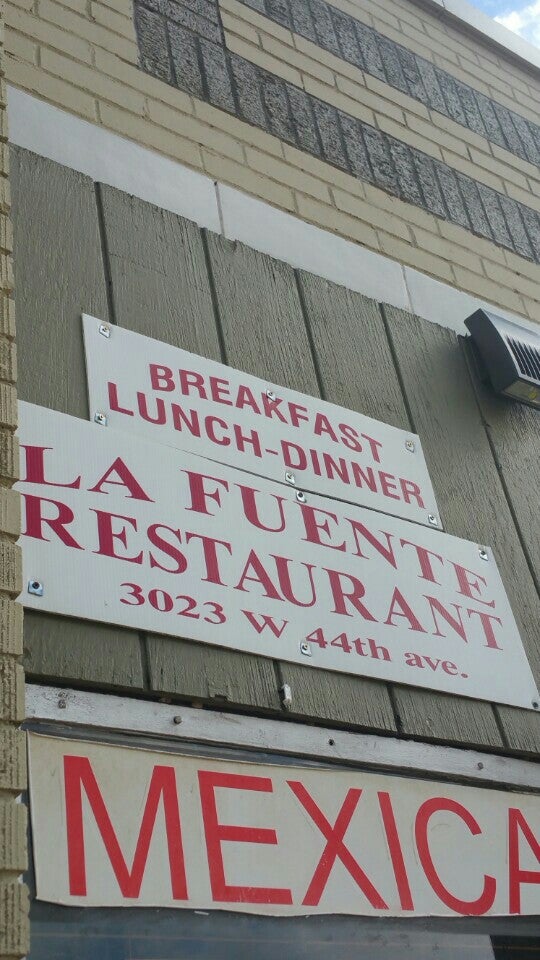 BREAKFAST
LUNCH-DINNER
LA FUENTE
RESTAURANT
3023 W 44th ave.
MEXICA